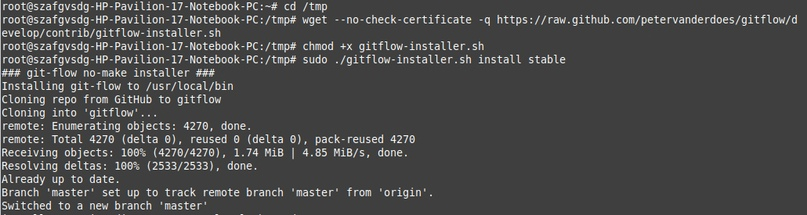 root@szafgvsdg-HP-Pavilion-17-Notebook-PC:~# cd /tmp
root@szafgvsdg-HP-Pavilion-17-Notebook-PC:/tmp# wget --no-check-certificate -q https://raw.github.com/petervanderdoes/gitflow/d
evelop/contrib/gitflow-installer.sh
root@szafgvsdg-HP-Pavilion-17-Notebook-PC:/tmp# chmod +x gitflow-installer.sh
root@szafgvsdg-HP-Pavilion-17-Notebook-PC:/tmp# sudo ./gitflow-installer.sh install stable
### git-flow no-make installer ###
Installing git-flow to /usr/local/bin
Cloning repo from GitHub to gitflow
Cloning into 'gitflow'...
remote: Enumerating objects: 4270, done.
remote: Total 4270 (delta 0), reused 0 (delta 0), pack-reused 4270
Receiving objects: 100% (4270/4270), 1.74 MiB | 4.85 MiB/s, done.
Resolving deltas: 100% (2533/2533), done.
Already up to date.
Branch 'master' set up to track remote branch 'master' from 'origin'.
Switched to a new branch 'master'